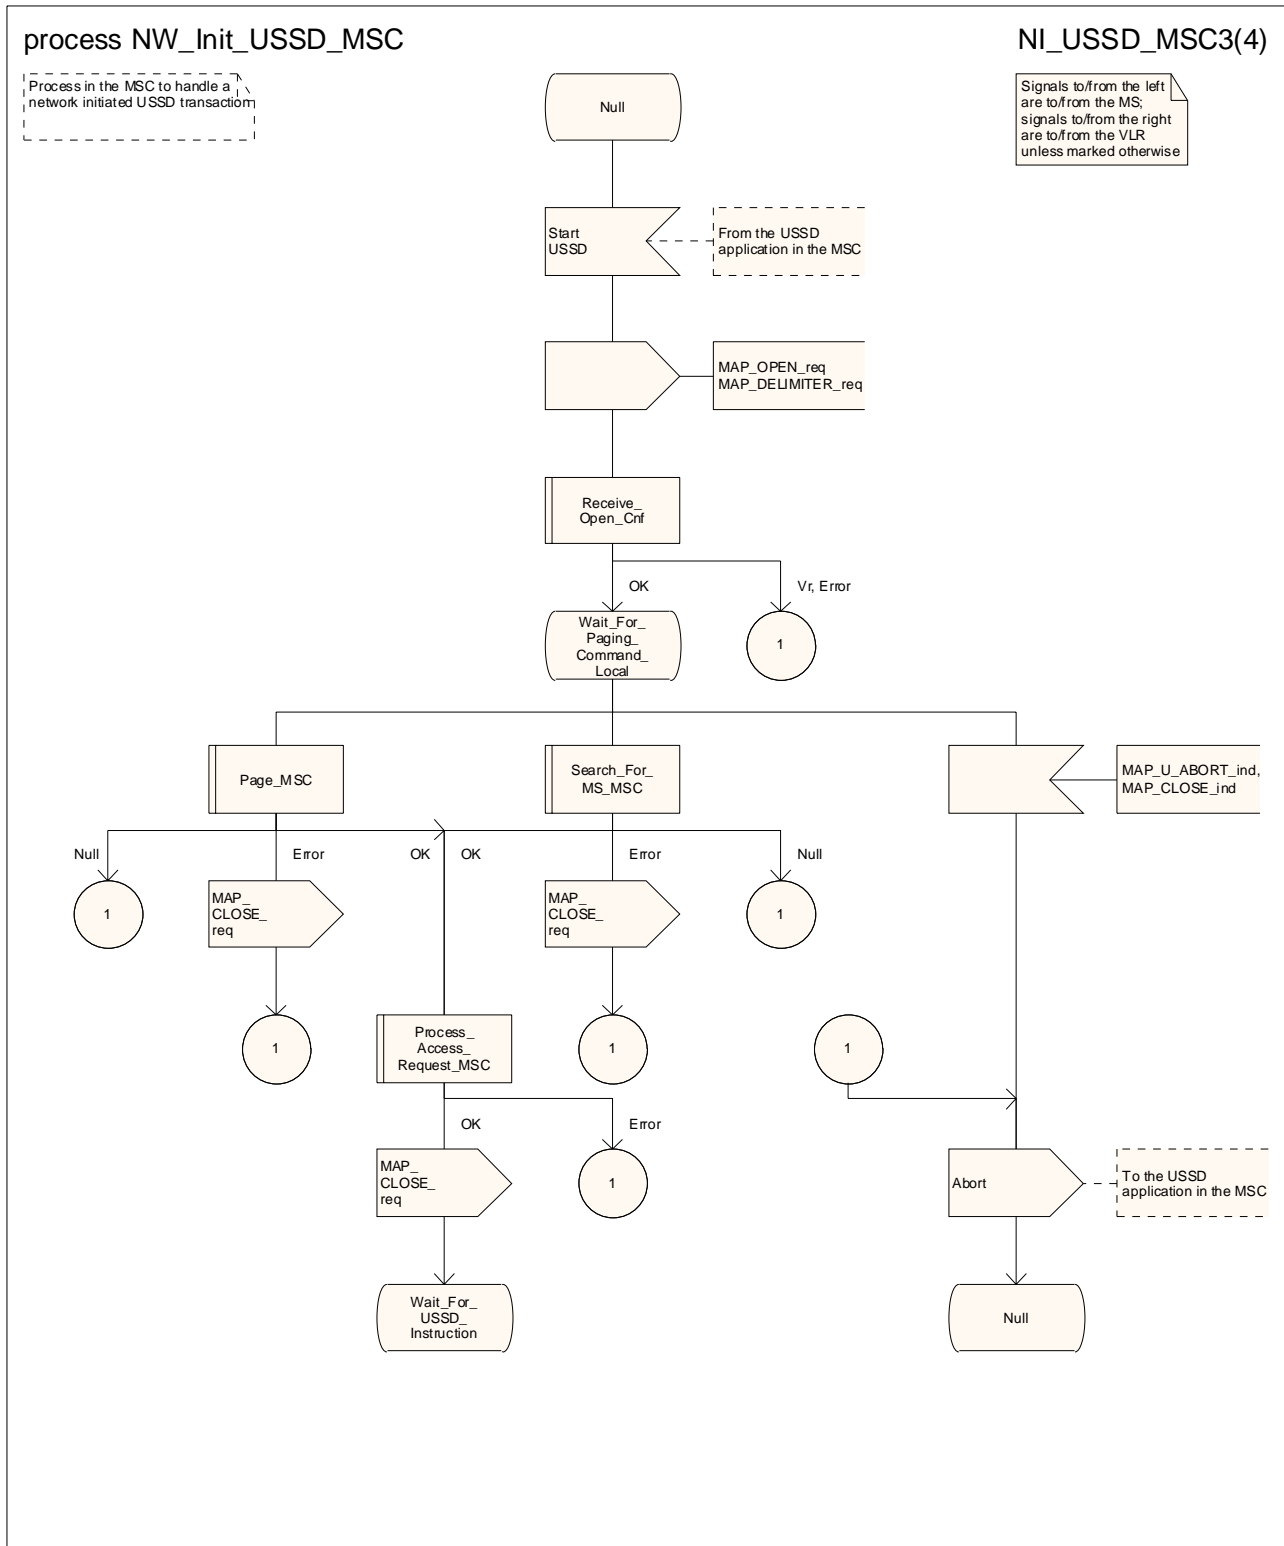 process NW_Init_USSD_MSC
NI_USSD_MSC3(4)
Process in the MSC to handle a
network initiated USSD transaction
Signals to/from the left
are to/from the MS;
signals to/from the right
are to/from the VLR
unless marked otherwise
Null
Start
USSD
From the USSD
application in the MSC
MAP_OPEN_req
MAP_DELIMITER_req
Receive_
Open_Cnf
OK
Vr, Error
Wait_For_
Paging_
Command_
Local
1
Page_MSC
Search_For_
MS_MSC
MAP_U_ABORT_ind,
MAP_CLOSE_ind
Null
Error
OK
OK
Error
Null
1
MAP_
CLOSE_
req
MAP_
CLOSE_
req
1
1
Process_
Access_
Request_MSC
1
1
OK
Error
MAP_
CLOSE_
req
1
Abort
To the USSD
application in the MSC
Wait_For_
USSD_
Instruction
Null